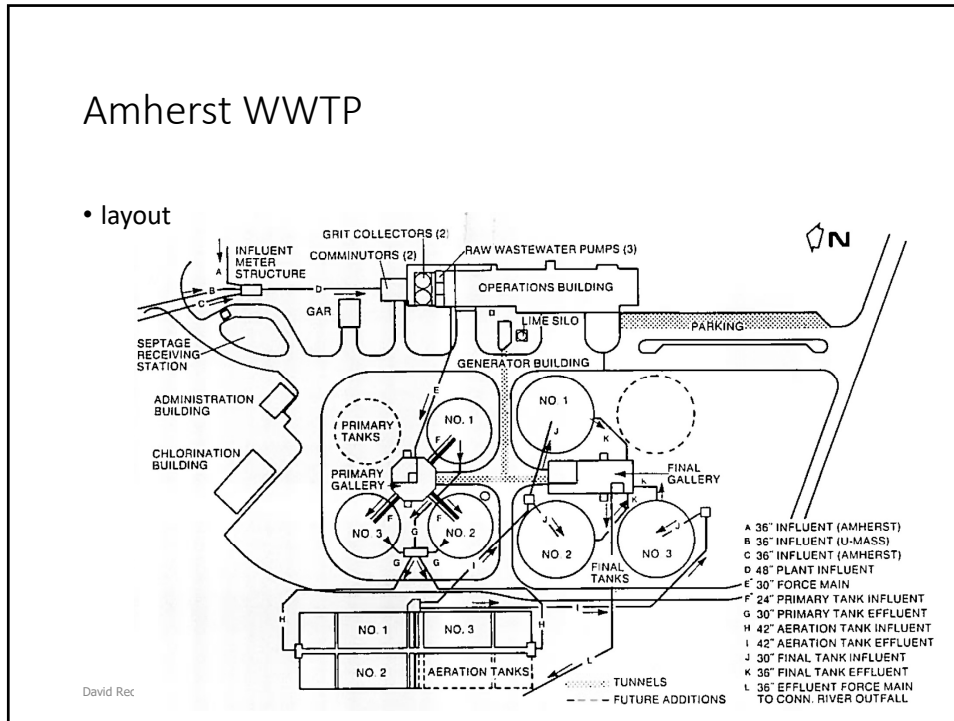 Amherst WWTP
• layout
GRIT COLLECTORS (2)
RAW WASTEWATER PUMPS (3)
N
INFLUENT
METER
STRUCTURE
COMMINUTORS (2)
A
B
C
D
OPERATIONS BUILDING
GAR
LIME SILO
PARKING
SEPTAGE
RECEIVING
STATION
GENERATOR BUILDING
ADMINISTRATION
BUILDING
E
PRIMARY
TANKS
NO. 1
F
NO. 1
J
K
CHLORINATION
BUILDING
PRIMARY
GALLERY
FINAL
GALLERY
K
F
F
K
NO. 3
G
NO. 2
J
NO. 2
NO. 3
J
G
G
I
FINAL
TANKS
H
I
H
NO. 1
NO. 3
NO. 2
AERATION TANKS
L
A 36" INFLUENT (AMHERST)
B 36" INFLUENT (U-MASS)
C 36" INFLUENT (AMHERST)
D 48" PLANT INFLUENT
E 30" FORCE MAIN
F 24" PRIMARY TANK INFLUENT
G 30" PRIMARY TANK EFFLUENT
H 42" AERATION TANK INFLUENT
I 42" AERATION TANK EFFLUENT
J 30" FINAL TANK INFLUENT
K 36" FINAL TANK EFFLUENT
L 36" EFFLUENT FORCE MAIN
TO CONN. RIVER OUTFALL
TUNNELS
FUTURE ADDITIONS
David Rec